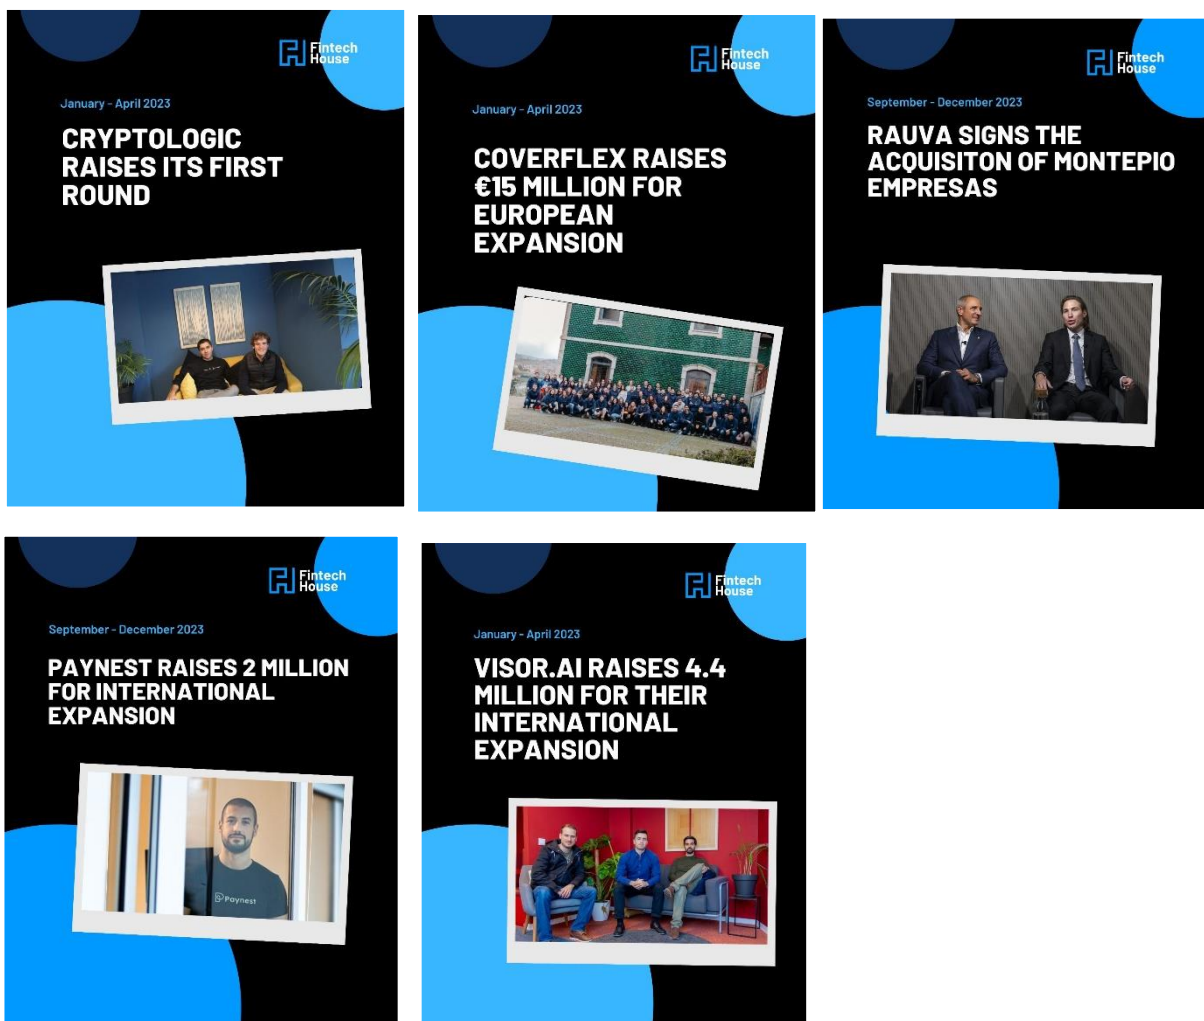 Fintech
House
January - April 2023
CRYPTOLOGIC
RAISES ITS FIRST
ROUND
Fintech
House
January - April 2023
COVERFLEX RAISES
€15 MILLION FOR
EUROPEAN
EXPANSION
Fintech
House
September - December 2023
RAUVA SIGNS THE
ACQUISITON OF MONTEPIO
EMPRESAS
Fintech
House
September - December 2023
PAYNEST RAISES 2 MILLION
FOR INTERNATIONAL
EXPANSION
Paynest
Fintech
House
January - April 2023
VISOR.AI RAISES 4.4
MILLION FOR THEIR
INTERNATIONAL
EXPANSION